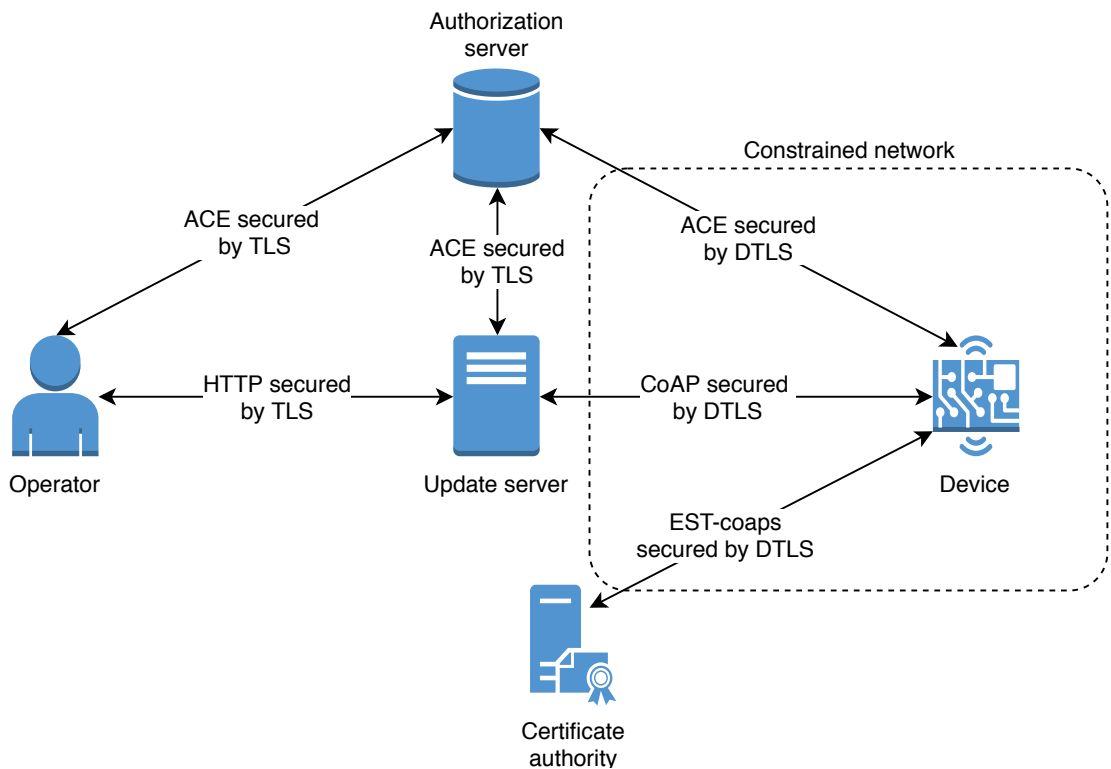 Authorization
server
Constrained network
ACE secured
by TLS
ACE secured
by TLS
ACE secured
by DTLS
HTTP secured
by TLS
CoAP secured
by DTLS
Operator
Update server
Device
EST-coaps
secured by DTLS
Certificate
authority